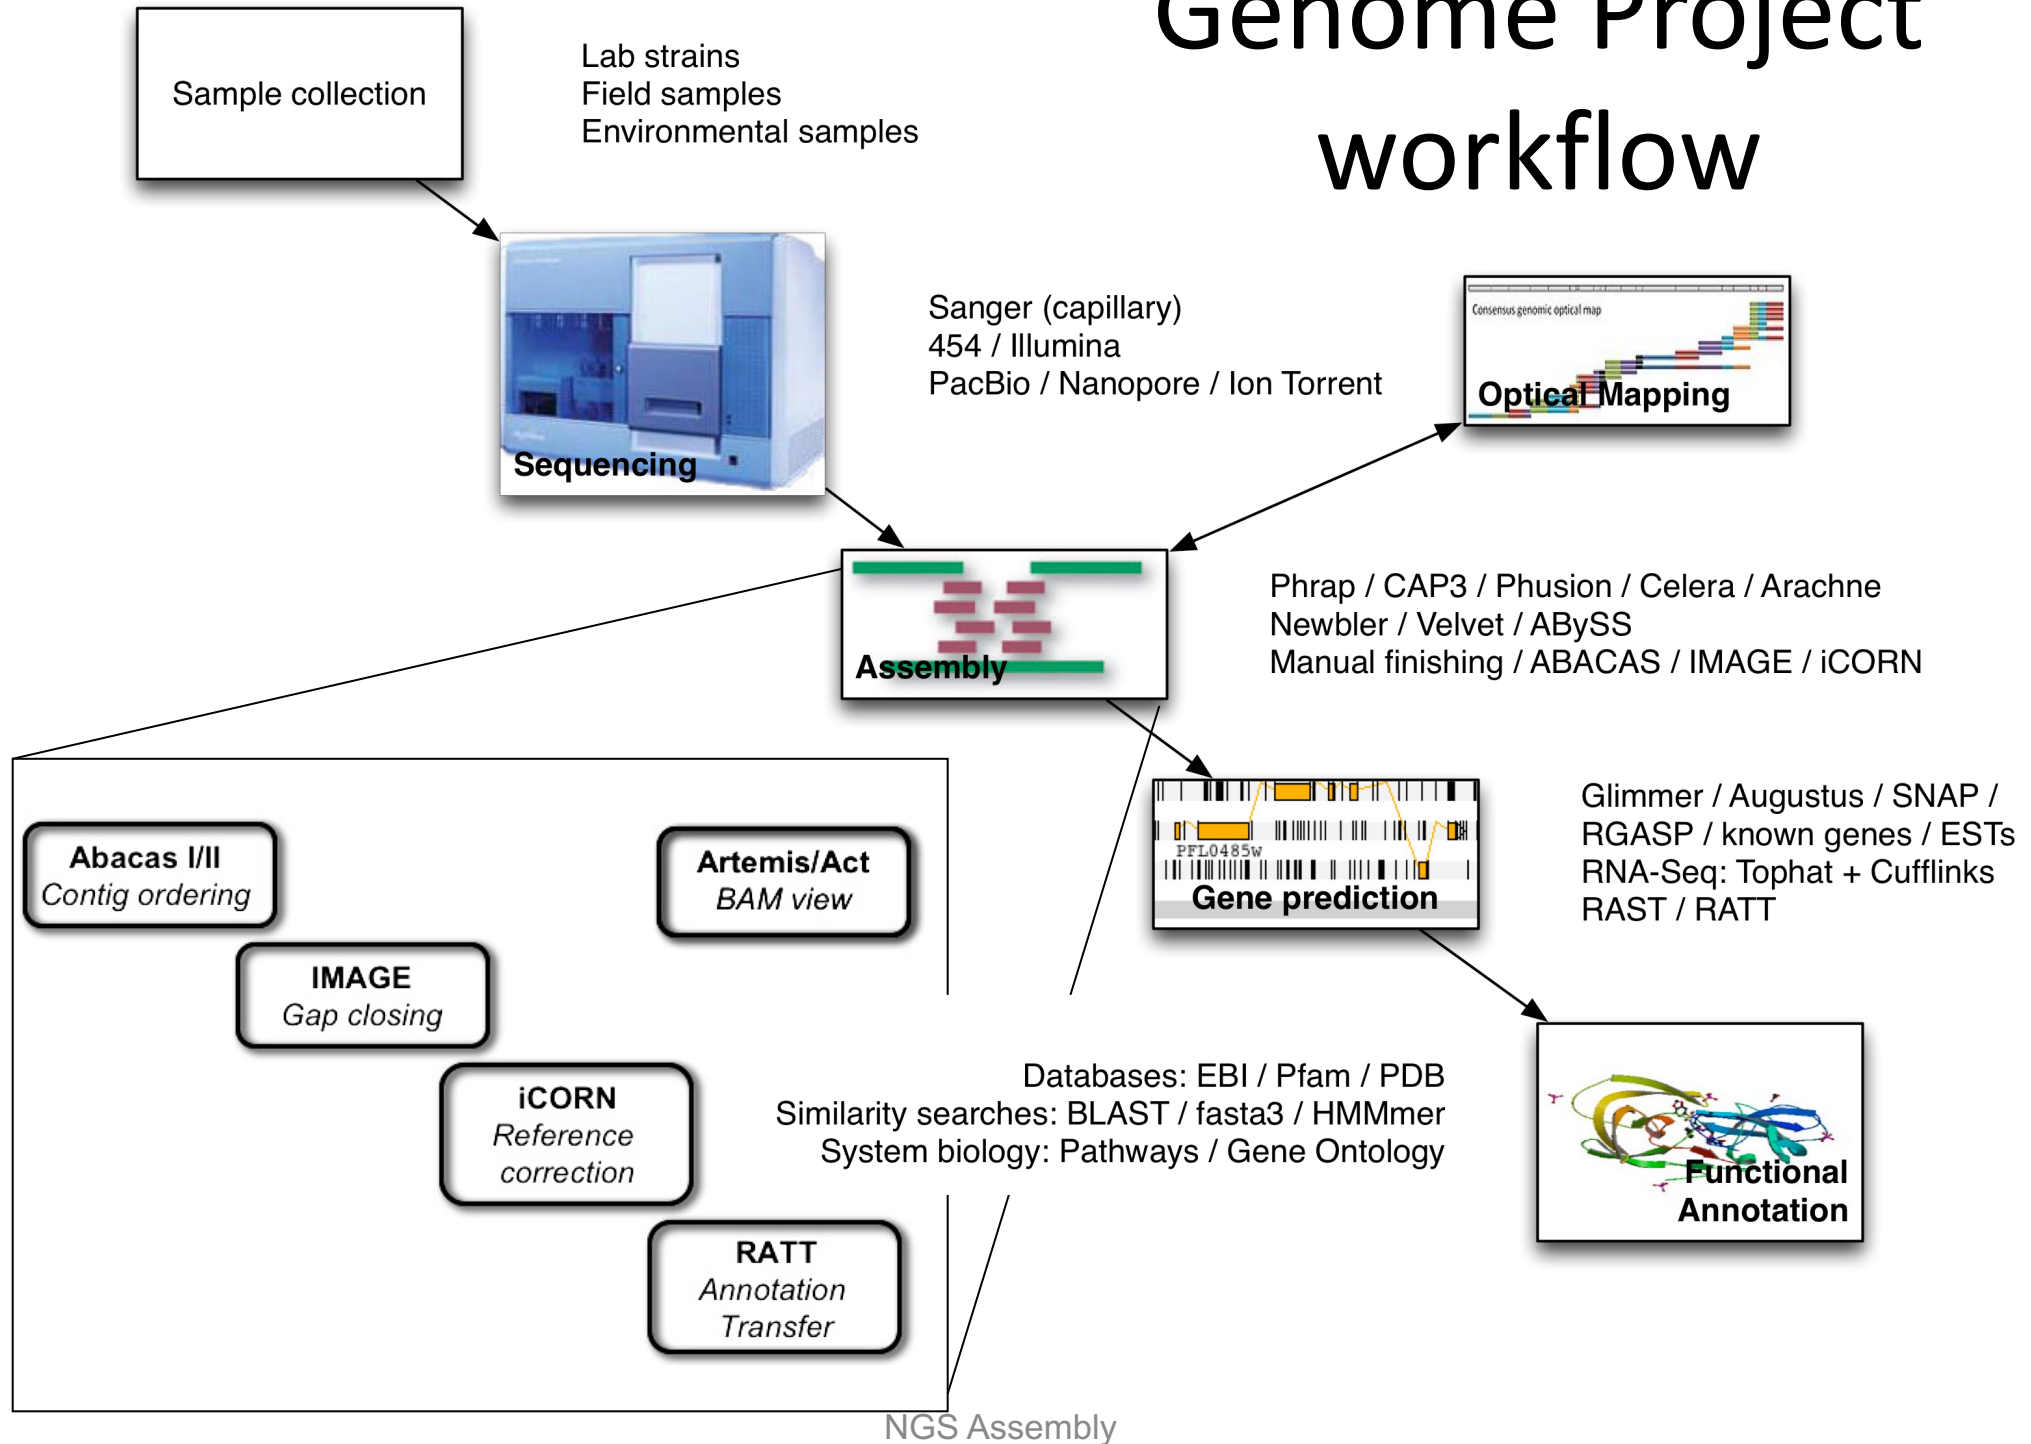 Genome Project
workflow
Sample collection
Lab strains
Field samples
Environmental samples
Sequencing
Sanger (capillary)
454 / Illumina
PacBio / Nanopore / Ion Torrent
Consensus genomic optical map
Optical Mapping
Assembly
Phrap / CAP3 / Phusion / Celera / Arachne
Newbler / Velvet / ABySS
Manual finishing / ABACAS / IMAGE / iCORN
PFL0485w
Gene prediction
Glimmer / Augustus / SNAP /
RGASP / known genes / ESTs
RNA-Seq: Tophat + Cufflinks
RAST / RATT
Abacas I/II
Contig ordering
Artemis/Act
BAM view
IMAGE
Gap closing
iCORN
Reference
correction
RATT
Annotation
Transfer
Databases: EBI / Pfam / PDB
Similarity searches: BLAST / fasta3 / HMMmer
System biology: Pathways / Gene Ontology
Functional
Annotation
NGS Assembly